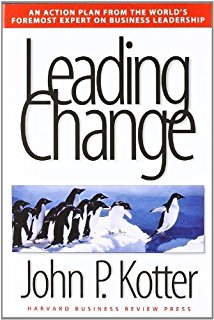 AN ACTION PLAN FROM THE WORLD'S
FOREMOST EXPERT ON BUSINESS LEADERSHIP
Leading
Change
John P. Kotter
HARVARD BUSINESS REVIEW PRESS